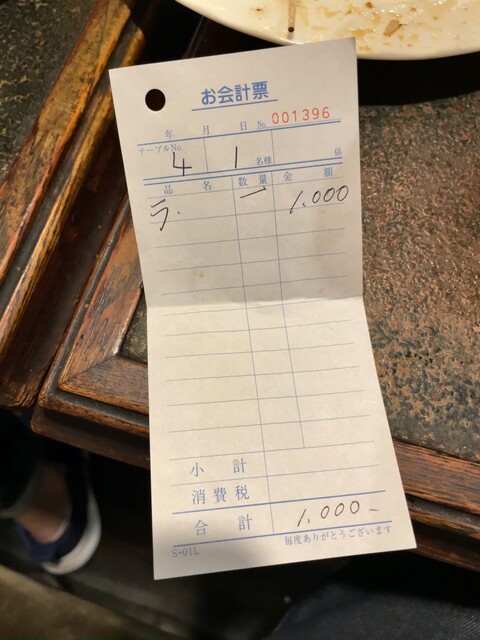 お会計票
年 月 日 No. 001396
テーブルNo. 4 1 名様 係
品 名 数 量 金 額
ラ. 一 1,000
小 計
消 費 税
合 計 1,000-
S-01L 毎度ありがとうございます